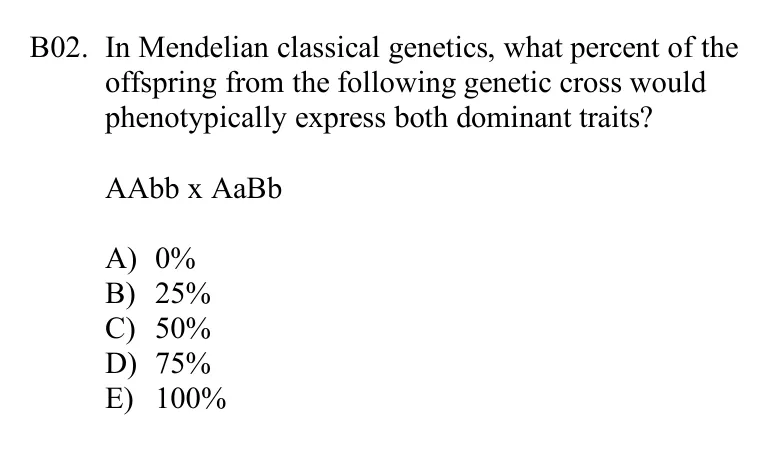 B02. In Mendelian classical genetics, what percent of the
offspring from the following genetic cross would
phenotypically express both dominant traits?
AAbb x AaBb
A) 0%
B) 25%
C) 50%
D) 75%
E) 100%